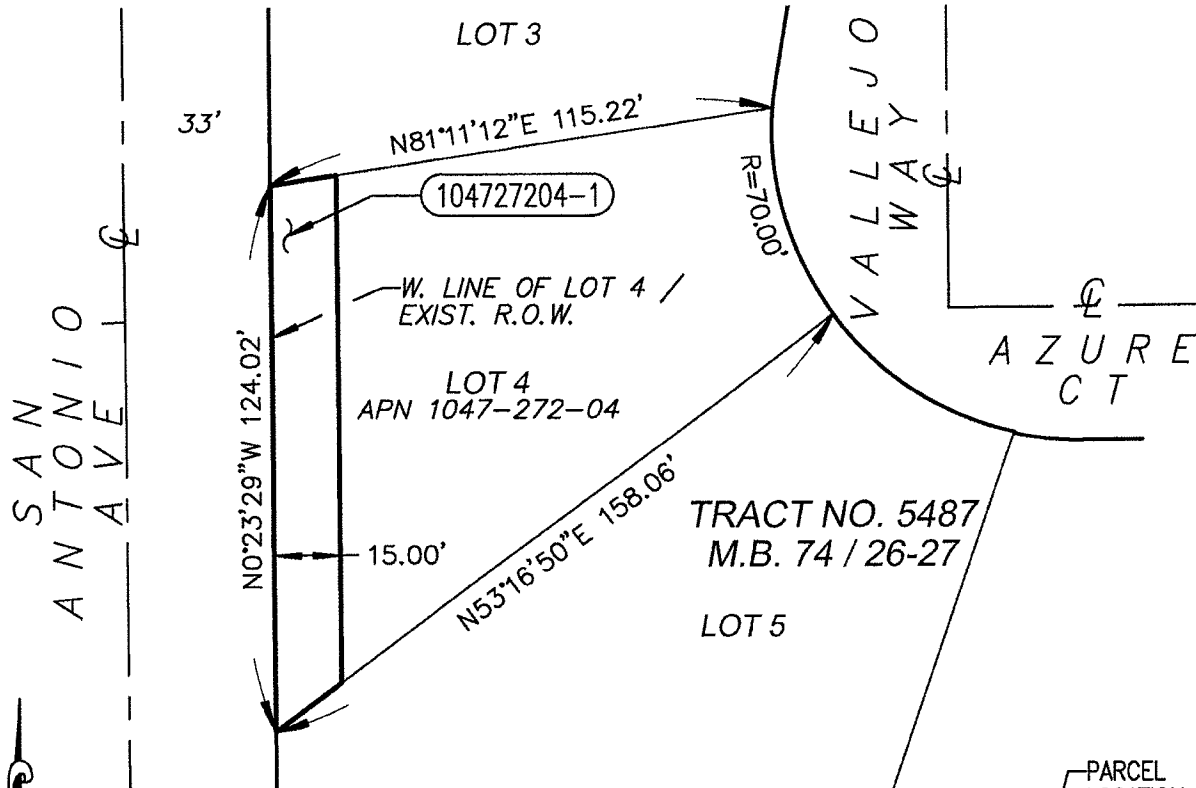 LOT 3
33'
N81°11'12"E 115.22'
104727204-1
R=70.00'
VALLEJO
WAY
℄
℄
W. LINE OF LOT 4 /
EXIST. R.O.W.
℄
AZURE
CT
SAN
ANTONIO
AVE
N0°23'29"W 124.02'
LOT 4
APN 1047-272-04
15.00'
N53°16'50"E 158.06'
TRACT NO. 5487
M.B. 74 / 26-27
LOT 5
PARCEL